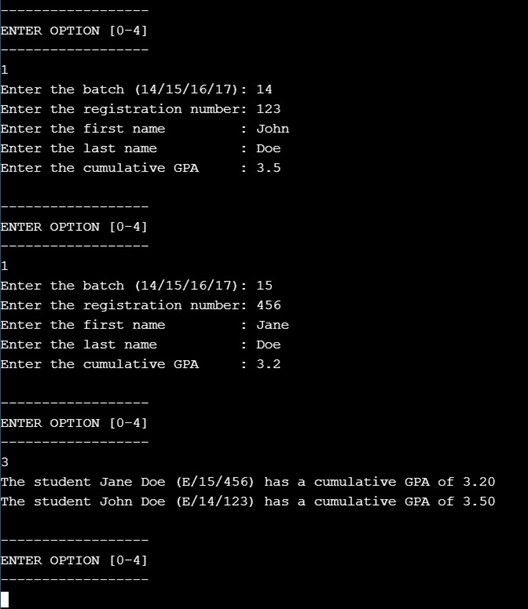 ------------------
ENTER OPTION [0-4]
------------------
1
Enter the batch (14/15/16/17): 14
Enter the registration number: 123
Enter the first name         : John
Enter the last name          : Doe
Enter the cumulative GPA     : 3.5

------------------
ENTER OPTION [0-4]
------------------
1
Enter the batch (14/15/16/17): 15
Enter the registration number: 456
Enter the first name         : Jane
Enter the last name          : Doe
Enter the cumulative GPA     : 3.2

------------------
ENTER OPTION [0-4]
------------------
3
The student Jane Doe (E/15/456) has a cumulative GPA of 3.20
The student John Doe (E/14/123) has a cumulative GPA of 3.50

------------------
ENTER OPTION [0-4]
------------------